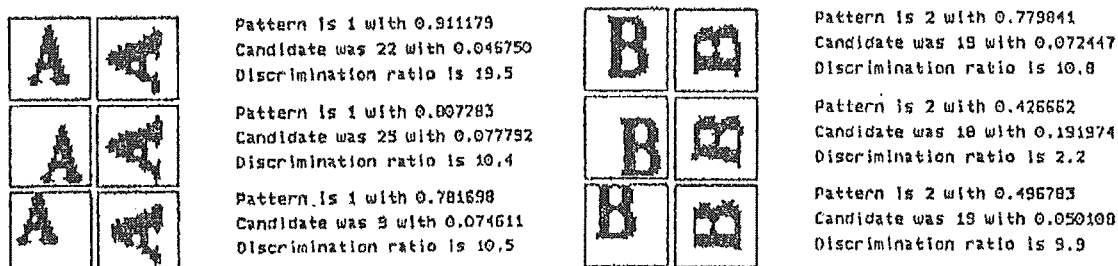 A A
Pattern is 1 with 0.911179
Candidate was 22 with 0.046750
Discrimination ratio is 19.5
A A
Pattern is 1 with 0.807783
Candidate was 25 with 0.077792
Discrimination ratio is 10.4
A A
Pattern is 1 with 0.781698
Candidate was 9 with 0.074611
Discrimination ratio is 10.5
B B
Pattern is 2 with 0.779841
Candidate was 19 with 0.072447
Discrimination ratio is 10.8
B B
Pattern is 2 with 0.426662
Candidate was 18 with 0.191974
Discrimination ratio is 2.2
B B
Pattern is 2 with 0.496783
Candidate was 19 with 0.050108
Discrimination ratio is 9.9